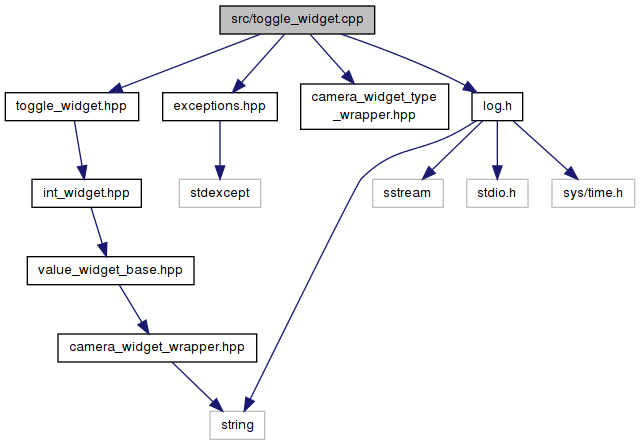 src/toggle_widget.cpp
toggle_widget.hpp
exceptions.hpp
camera_widget_type
_wrapper.hpp
log.h
int_widget.hpp
stdexcept
sstream
stdio.h
sys/time.h
value_widget_base.hpp
camera_widget_wrapper.hpp
string